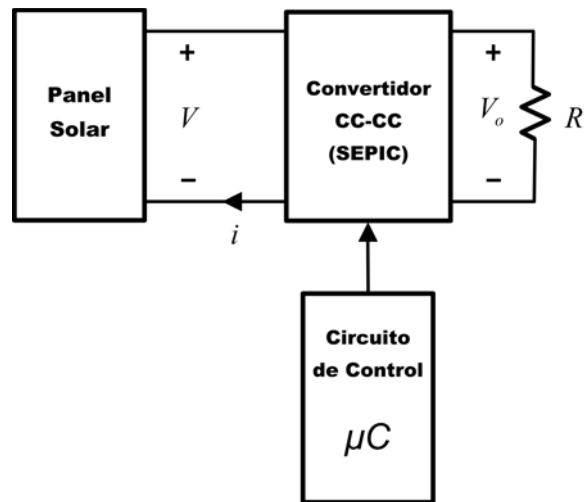 Panel
Solar
+
V
−
i
Convertidor
CC-CC
(SEPIC)
+
Vₒ
−
R
Circuito
de Control
µC